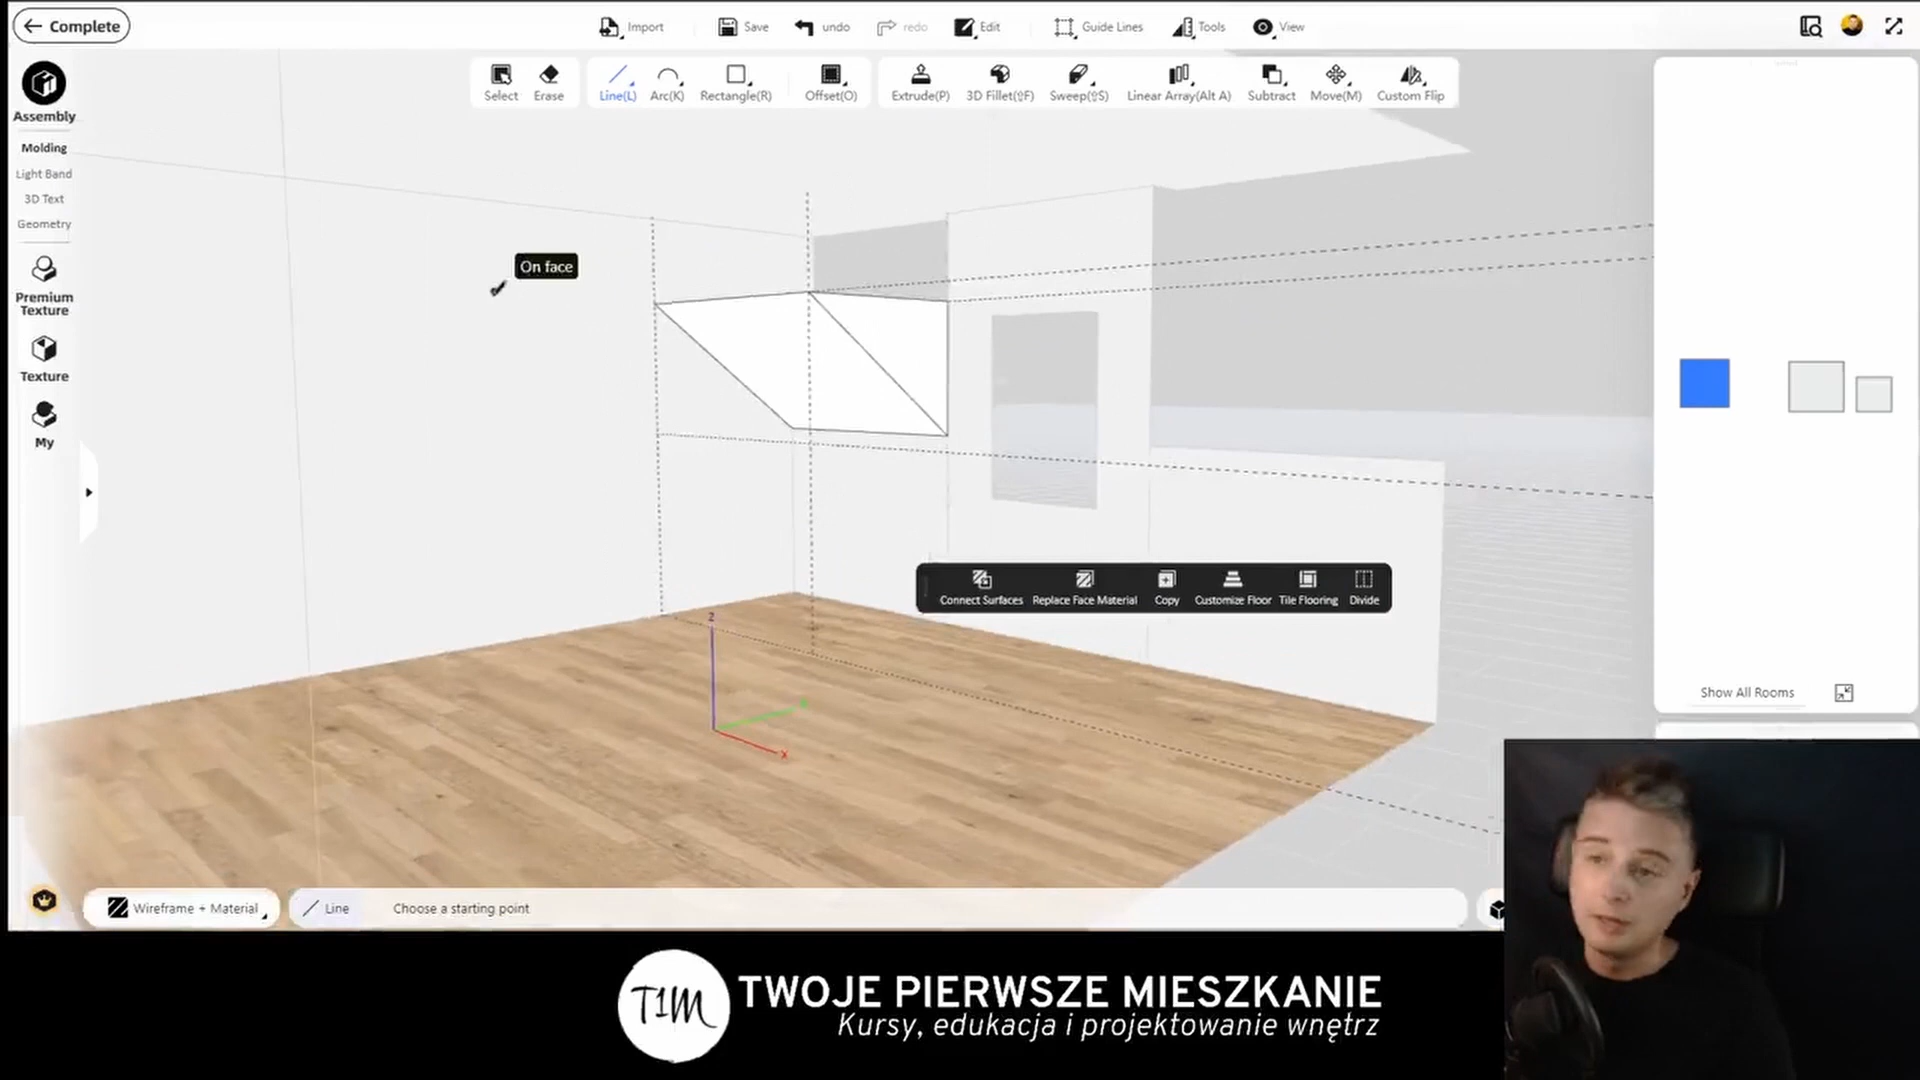 Complete
Import
Save
undo
redo
Edit
Guide Lines
Tools
View
Select
Erase
Line(L)
Arc(K)
Rectangle(R)
Offset(O)
Extrude(P)
3D Fillet(⇧F)
Sweep(⇧S)
Linear Array(Alt A)
Subtract
Move(M)
Custom Flip
Assembly
Molding
Light Band
3D Text
Geometry
Premium
Texture
Texture
My
On face
Connect Surfaces
Replace Face Material
Copy
Customize Floor
Tile Flooring
Divide
Z
X
Show All Rooms
Wireframe + Material
Line
Choose a starting point
T1M
TWOJE PIERWSZE MIESZKANIE
Kursy, edukacja i projektowanie wnętrz